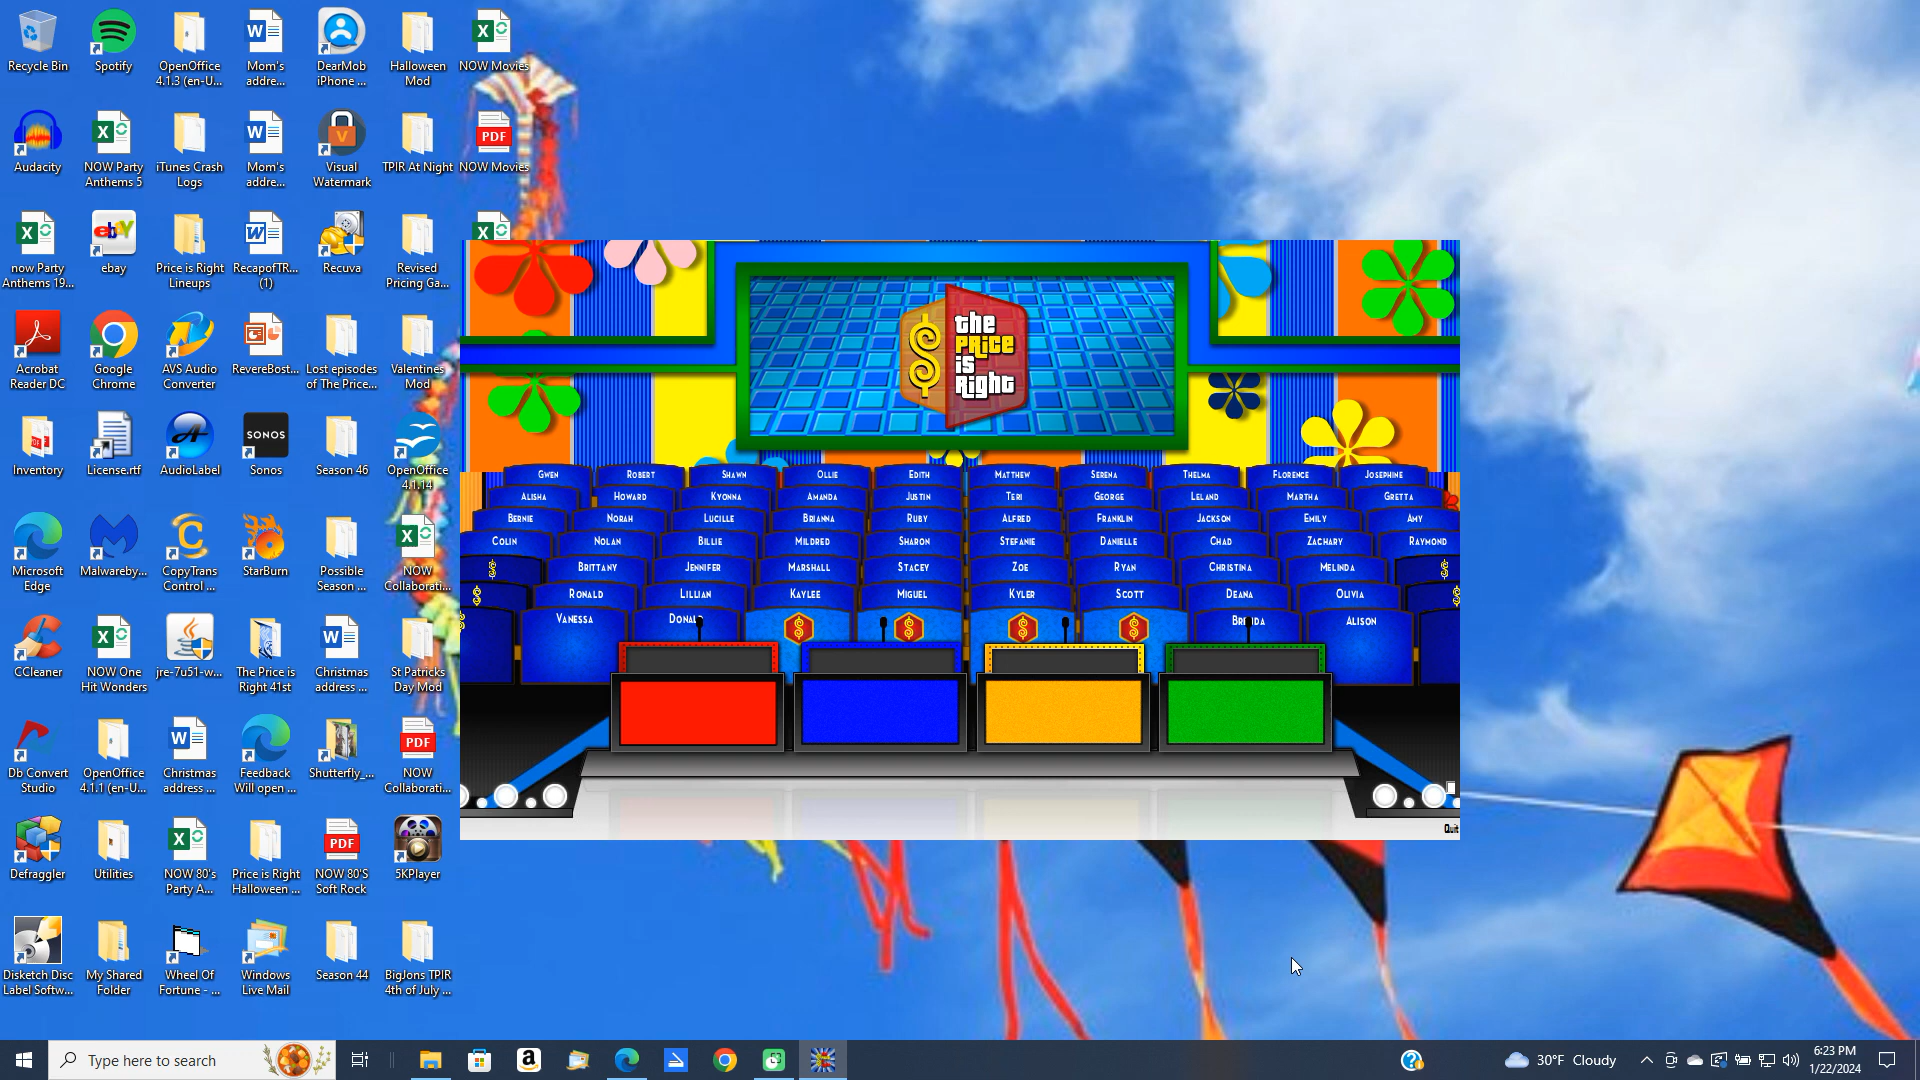 Recycle Bin
Spotify
OpenOffice
4.1.3 (en-U...
Mom's
addre...
DearMob
iPhone ...
Halloween
Mod
NOW Movies
Audacity
NOW Party
Anthems 5
iTunes Crash
Logs
Mom's
addre...
Visual
Watermark
TPIR At Night
PDF
NOW Movies
now Party
Anthems 19...
ebay
Price is Right
Lineups
RecapofTR...
(1)
Recuva
Revised
Pricing Ga...
Acrobat
Reader DC
Google
Chrome
AVS Audio
Converter
RevereBost...
Lost episodes
of The Price...
Valentines
Mod
Inventory
License.rtf
AudioLabel
SONOS
Sonos
Season 46
OpenOffice
4.1.14
Microsoft
Edge
Malwareby...
CopyTrans
Control ...
StarBurn
Possible
Season ...
NOW
Collaborati...
CCleaner
NOW One
Hit Wonders
jre-7u51-w...
The Price is
Right 41st
Christmas
address ...
St Patricks
Day Mod
Db Convert
Studio
OpenOffice
4.1.1 (en-U...
Christmas
address ...
Feedback
Will open ...
Shutterfly_...
PDF
NOW
Collaborati...
Defraggler
Utilities
NOW 80's
Party A...
Price is Right
Halloween ...
PDF
NOW 80'S
Soft Rock
5KPlayer
Disketch Disc
Label Softw...
My Shared
Folder
Wheel Of
Fortune - ...
Windows
Live Mail
Season 44
BigJons TPIR
4th of July ...
the
PRice
is
Right
Gwen Robert Shawn Ollie Edith Matthew Serena Thelma Florence Josephine
Alisha Howard Kyonna Amanda Justin Teri George Leland Martha Gretta
Bernie Norah Lucille Brianna Ruby Alfred Franklin Jackson Emily Amy
Colin Nolan Billie Mildred Sharon Stefanie Danielle Chad Zachary Raymond
Brittany Jennifer Marshall Stacey Zoe Ryan Christina Melinda
Ronald Lillian Kaylee Miguel Kyler Scott Deana Olivia
Vanessa Donald Brenda Alison
Quit
Type here to search
30°F Cloudy
6:23 PM
1/22/2024